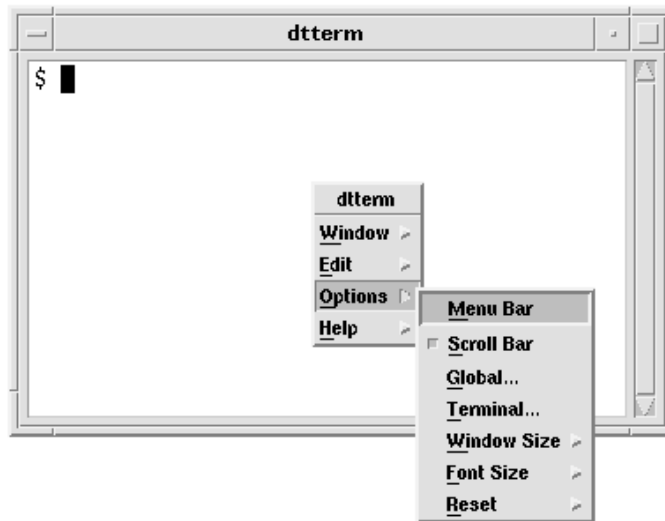 dtterm
$
dtterm
Window
Edit
Options
Help
Menu Bar
Scroll Bar
Global...
Terminal...
Window Size
Font Size
Reset